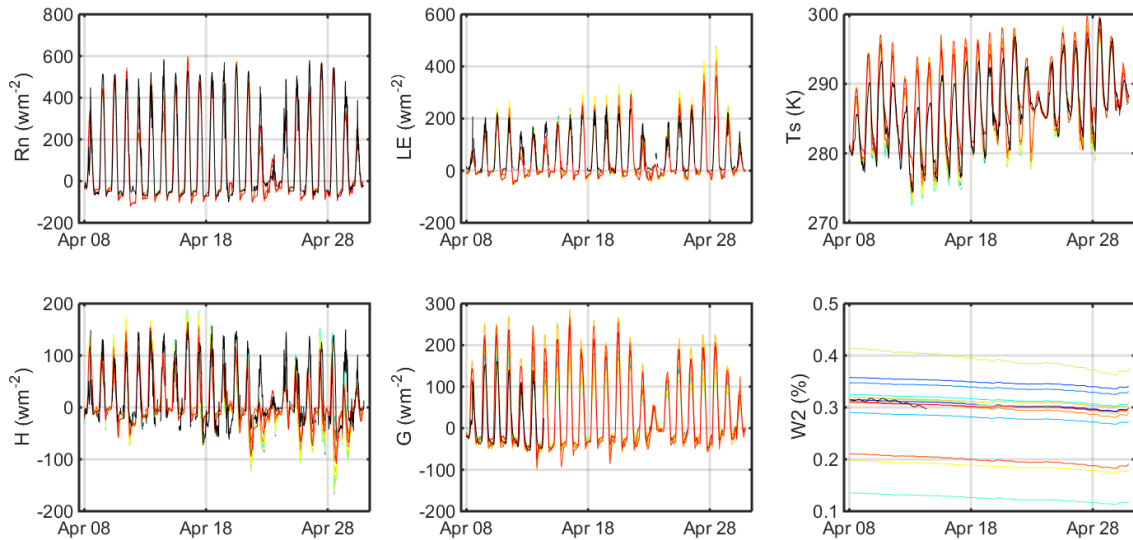 Rn (wm-2)
800
600
400
200
0
-200
Apr 08
Apr 18
Apr 28
LE (wm-2)
600
400
200
0
-200
Apr 08
Apr 18
Apr 28
Ts (K)
300
290
280
270
Apr 08
Apr 18
Apr 28
H (wm-2)
200
100
0
-100
-200
Apr 08
Apr 18
Apr 28
G (wm-2)
300
200
100
0
-100
-200
Apr 08
Apr 18
Apr 28
W2 (%)
0.5
0.4
0.3
0.2
0.1
Apr 08
Apr 18
Apr 28